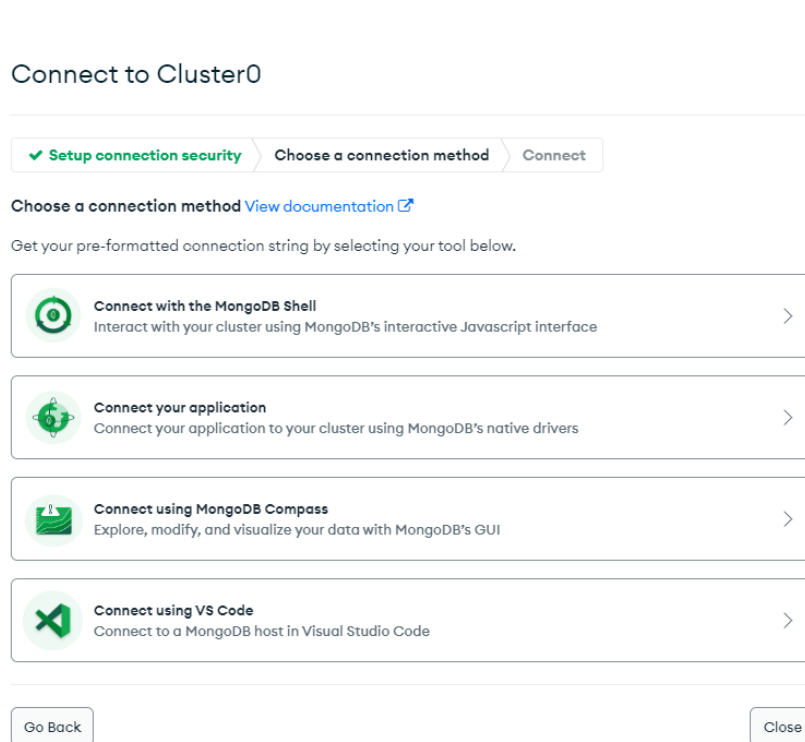 Connect to Cluster0
Setup connection security
Choose a connection method
Connect
Choose a connection method View documentation
Get your pre-formatted connection string by selecting your tool below.
Connect with the MongoDB Shell
Interact with your cluster using MongoDB's interactive Javascript interface
Connect your application
Connect your application to your cluster using MongoDB's native drivers
Connect using MongoDB Compass
Explore, modify, and visualize your data with MongoDB's GUI
Connect using VS Code
Connect to a MongoDB host in Visual Studio Code
Go Back
Close